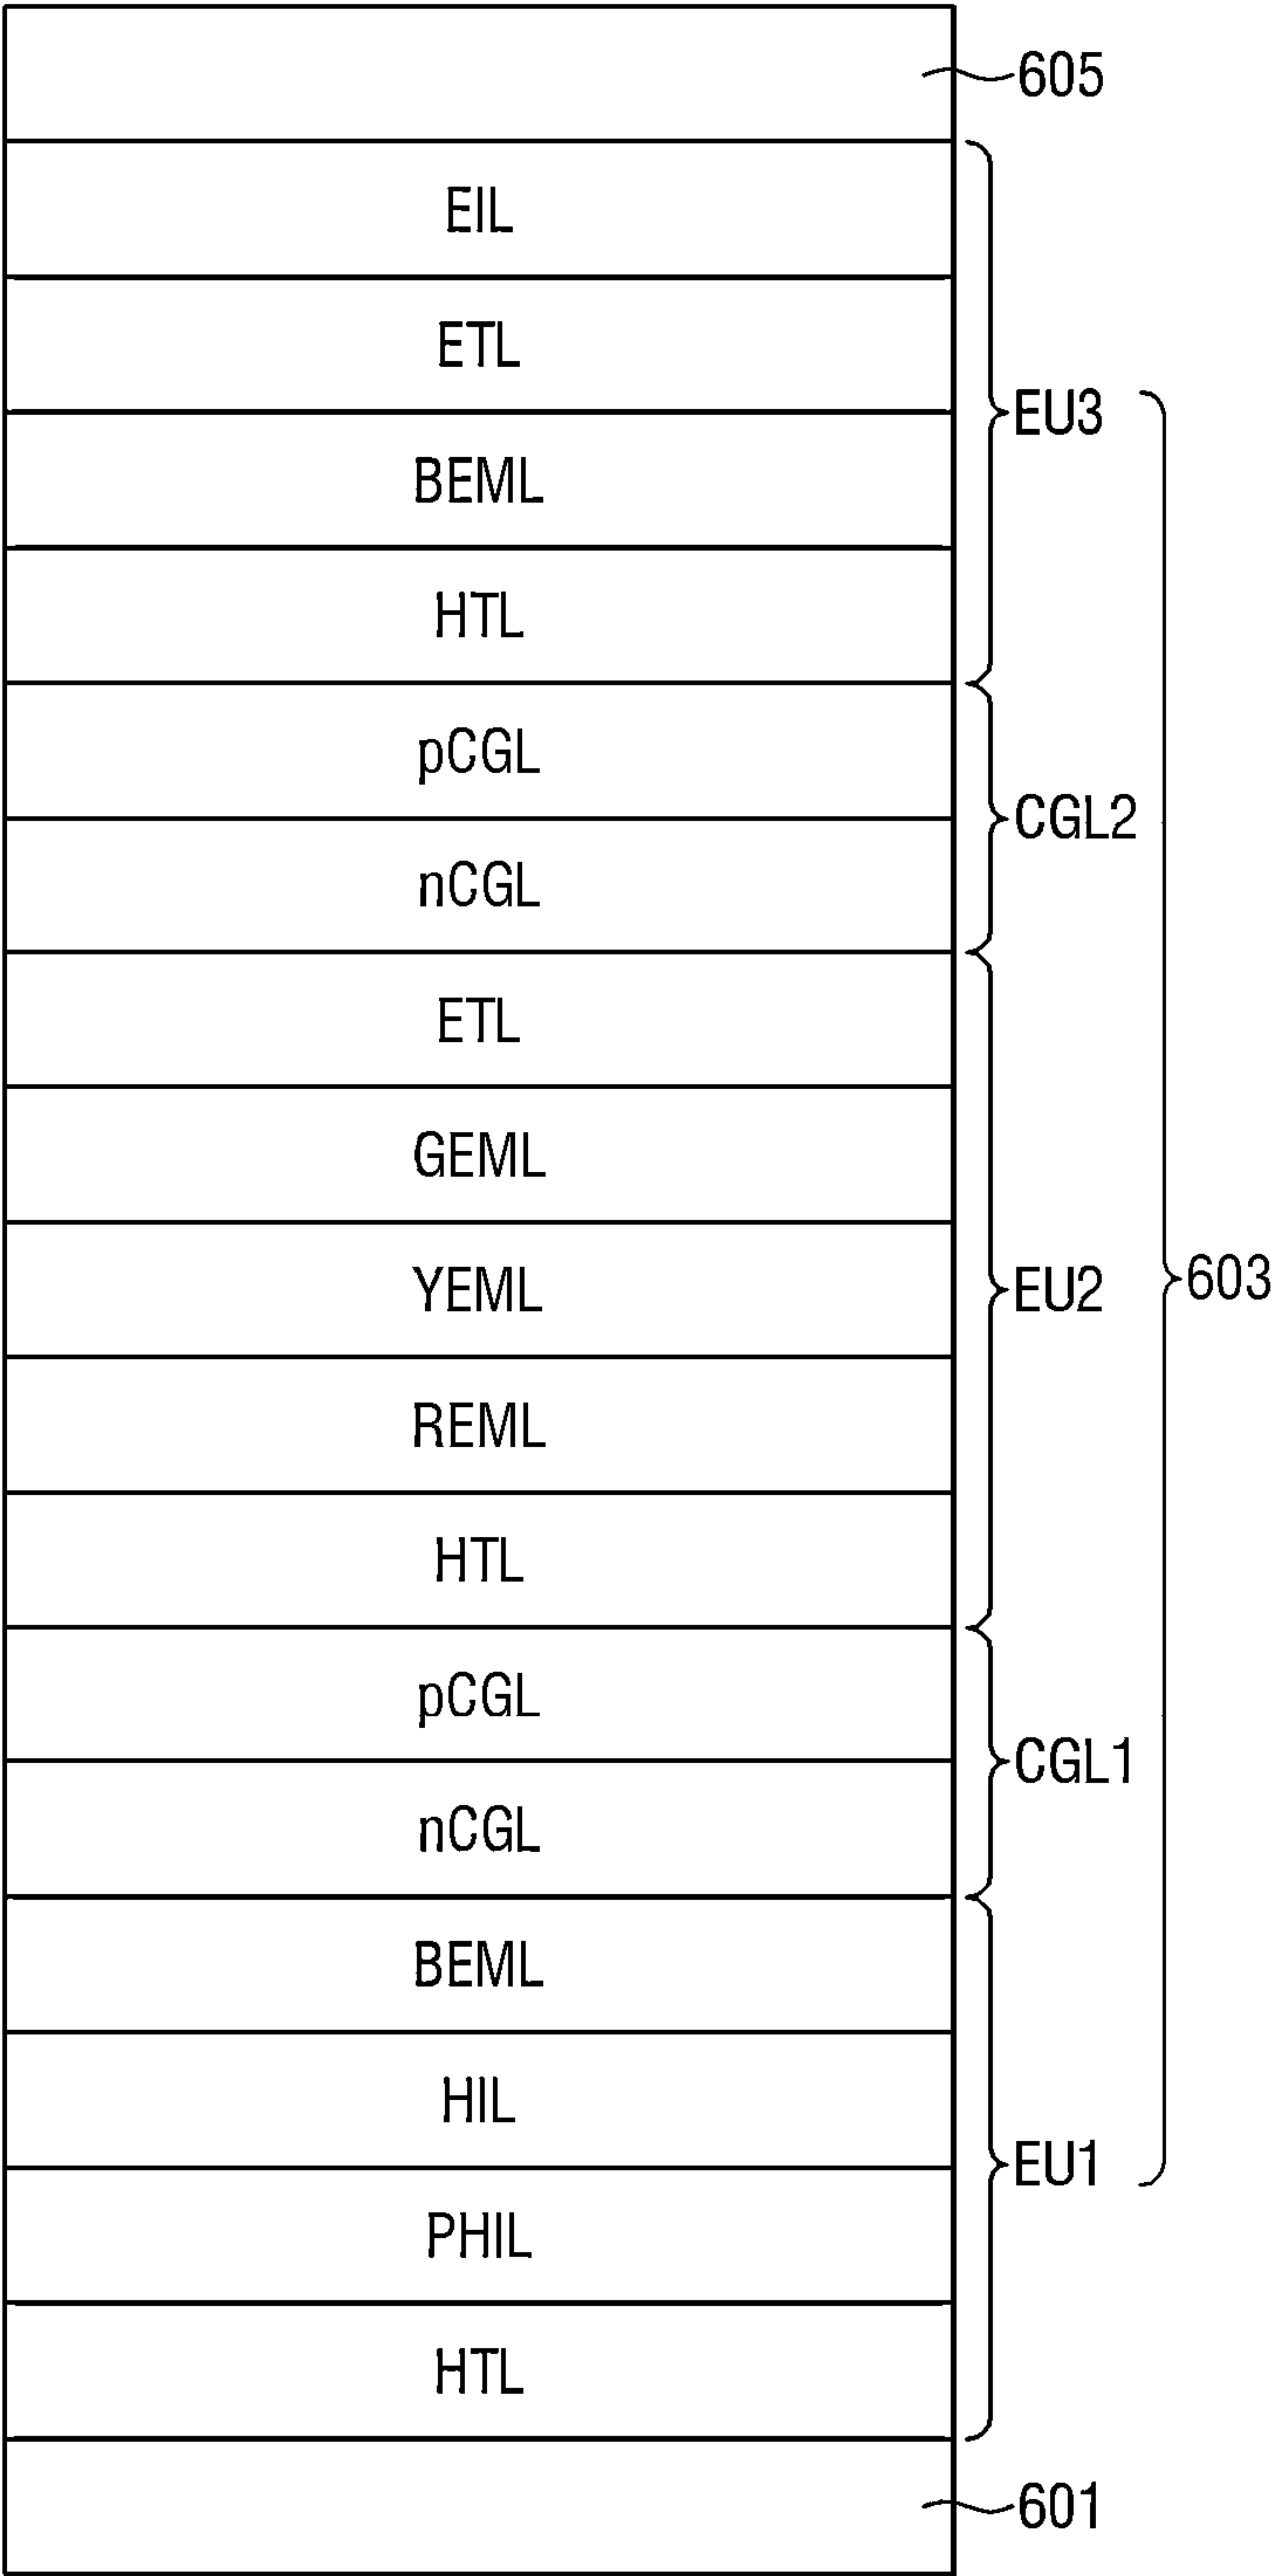 605
EIL
ETL
EU3
BEML
HTL
pCGL
CGL2
nCGL
ETL
GEML
603
YEML
EU2
REML
HTL
pCGL
CGL1
nCGL
BEML
HIL
EU1
PHIL
HTL
601